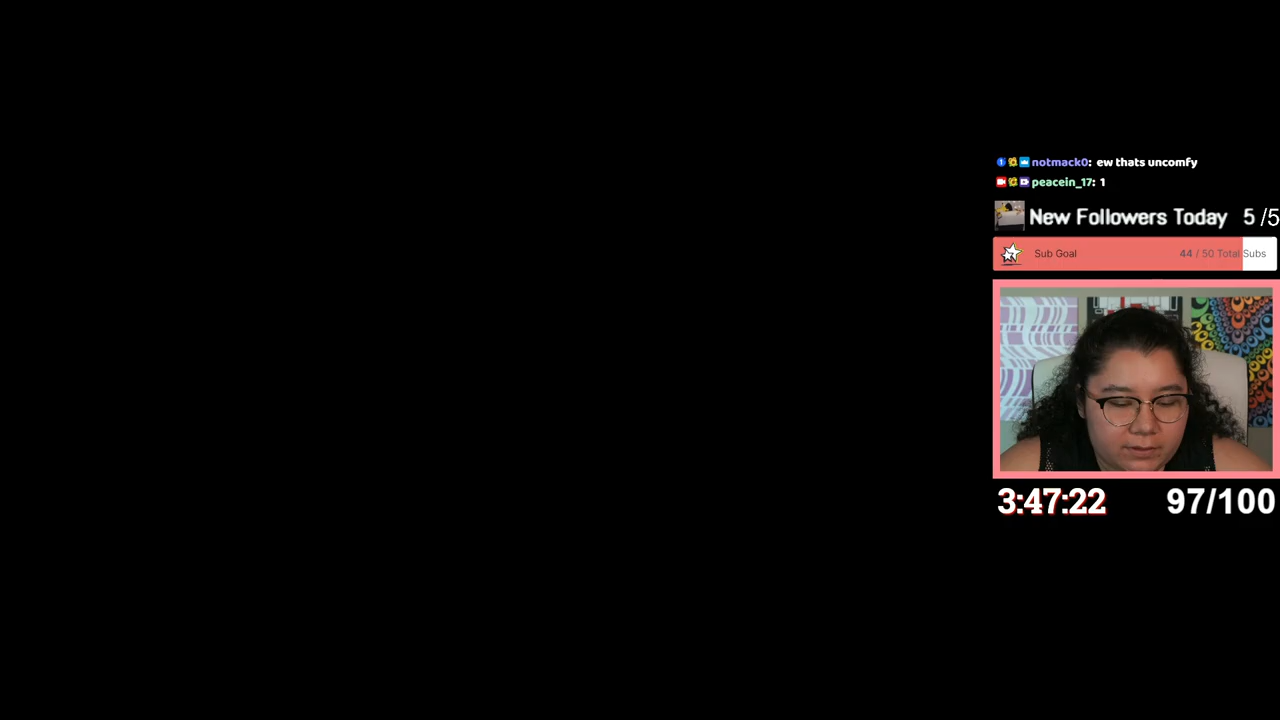 notmack0: ew thats uncomfy
peacein_17: 1
New Followers Today 5 /5
Sub Goal 44 / 50 Total Subs
3:47:22 97/100